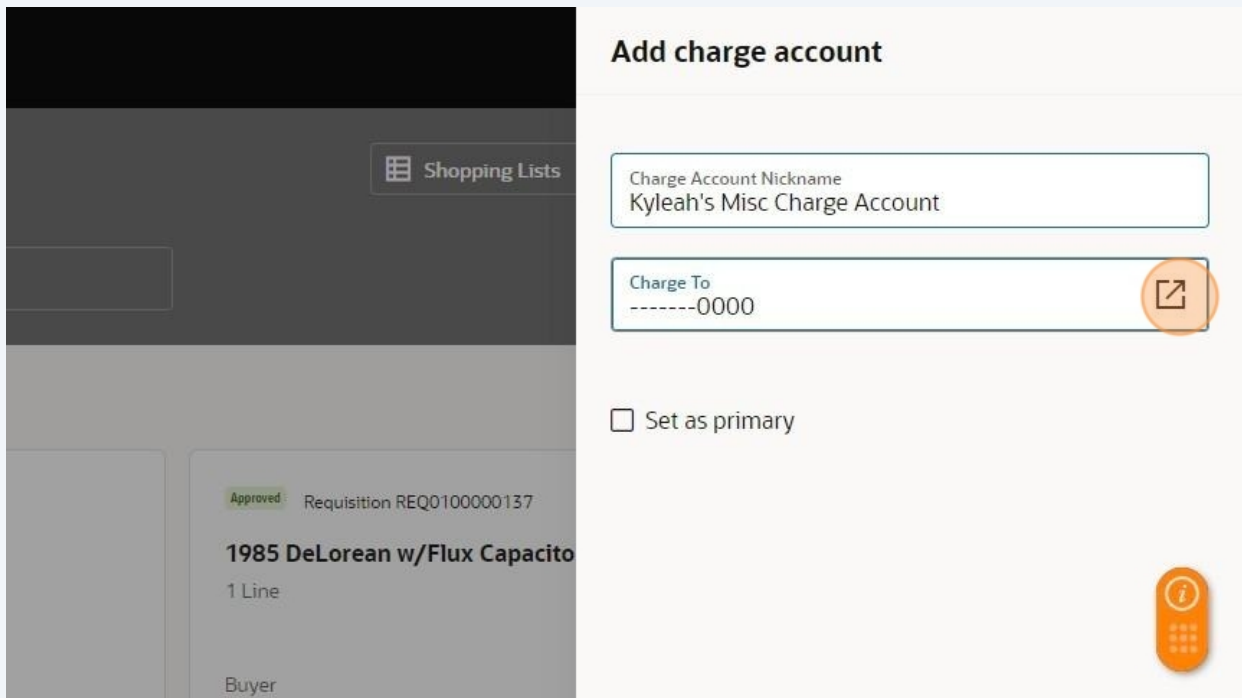 Add charge account
Shopping Lists
Charge Account Nickname
Kyleah's Misc Charge Account
Charge To
-------0000
Set as primary
Approved Requisition REQ0100000137
1985 DeLorean w/Flux Capacito
1 Line
Buyer